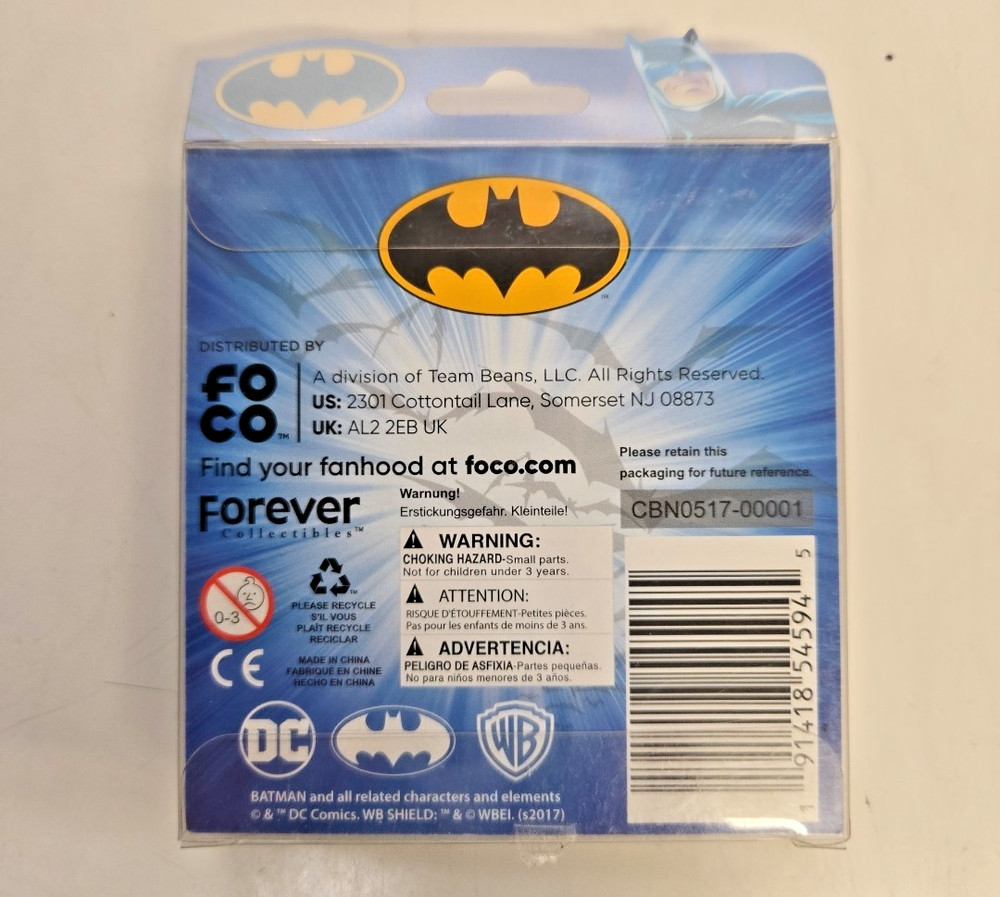 ™
DISTRIBUTED BY
FOCO™
A division of Team Beans, LLC. All Rights Reserved.
US: 2301 Cottontail Lane, Somerset NJ 08873
UK: AL2 2EB UK
Find your fanhood at foco.com
Please retain this
packaging for future reference.
CBN0517-00001
Forever
Collectibles™
Warnung!
Erstickungsgefahr. Kleinteile!
WARNING:
CHOKING HAZARD-Small parts.
Not for children under 3 years.
ATTENTION:
RISQUE D'ÉTOUFFEMENT-Petites pièces.
Pas pour les enfants de moins de 3 ans.
ADVERTENCIA:
PELIGRO DE ASFIXIA-Partes pequeñas.
No para niños menores de 3 años.
0-3
PLEASE RECYCLE
S'IL VOUS
PLAÎT RECYCLE
RECICLAR
CE
MADE IN CHINA
FABRIQUÉ EN CHINE
HECHO EN CHINA
1 91418 54594 5
DC
WB
BATMAN and all related characters and elements
© & ™ DC Comics. WB SHIELD: ™ & © WBEI. (s2017)